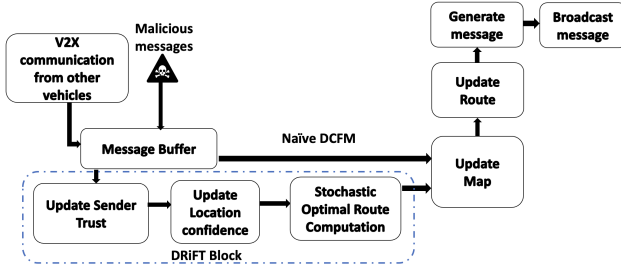 V2X
communication
from other
vehicles
Malicious
messages
Message Buffer
Naïve DCFM
Update Sender
Trust
Update
Location
confidence
Stochastic
Optimal Route
Computation
DRiFT Block
Update
Map
Update
Route
Generate
message
Broadcast
message